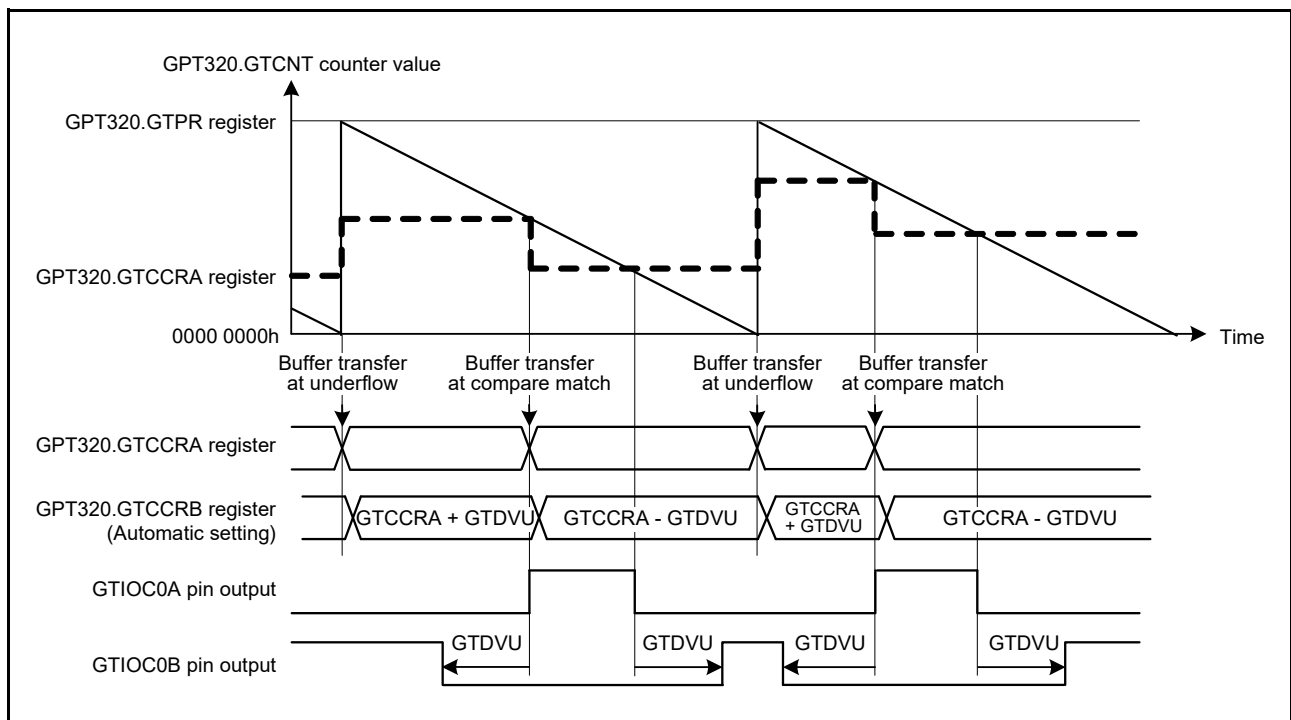 GPT320.GTCNT counter value
GPT320.GTPR register
GPT320.GTCCRA register
0000 0000h
Time
Buffer transfer
at underflow
Buffer transfer
at compare match
Buffer transfer
at underflow
Buffer transfer
at compare match
GPT320.GTCCRA register
GPT320.GTCCRB register
(Automatic setting)
GTCCRA + GTDVU
GTCCRA - GTDVU
GTCCRA
+ GTDVU
GTCCRA - GTDVU
GTIOC0A pin output
GTIOC0B pin output
GTDVU
GTDVU
GTDVU
GTDVU